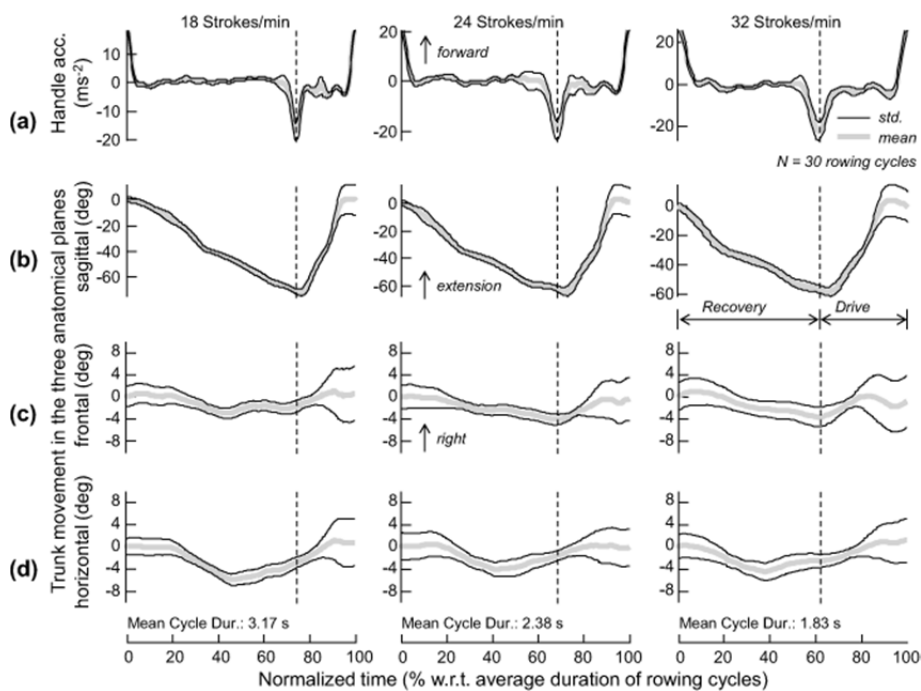 18 Strokes/min 24 Strokes/min 32 Strokes/min
(a)
Handle acc.
(ms-2)
20 10 0 -10 -20
20 0 -20
20 0 -20
forward
std.
mean
N = 30 rowing cycles
Trunk movement in the three anatomical planes
(b)
sagittal (deg)
0 -20 -40 -60
0 -20 -40 -60
0 -20 -40 -60
extension
Recovery Drive
(c)
frontal (deg)
8 4 0 -4 -8
8 4 0 -4 -8
8 4 0 -4 -8
right
(d)
horizontal (deg)
8 4 0 -4 -8
8 4 0 -4 -8
8 4 0 -4 -8
Mean Cycle Dur.: 3.17 s Mean Cycle Dur.: 2.38 s Mean Cycle Dur.: 1.83 s
0 20 40 60 80 100 0 20 40 60 80 100 0 20 40 60 80 100
Normalized time (% w.r.t. average duration of rowing cycles)